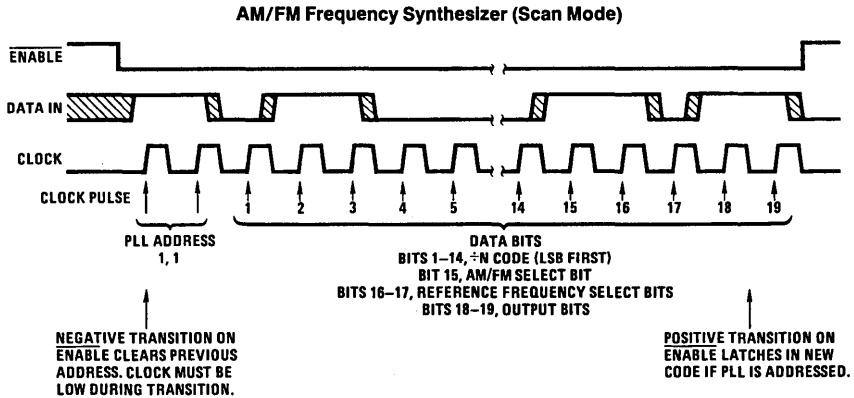 AM/FM Frequency Synthesizer (Scan Mode)
ENABLE
DATA IN
CLOCK
CLOCK PULSE
1 2 3 4 5 14 15 16 17 18 19
PLL ADDRESS
1, 1
DATA BITS
BITS 1–14, ÷N CODE (LSB FIRST)
BIT 15, AM/FM SELECT BIT
BITS 16–17, REFERENCE FREQUENCY SELECT BITS
BITS 18–19, OUTPUT BITS
NEGATIVE TRANSITION ON
ENABLE CLEARS PREVIOUS
ADDRESS. CLOCK MUST BE
LOW DURING TRANSITION.
POSITIVE TRANSITION ON
ENABLE LATCHES IN NEW
CODE IF PLL IS ADDRESSED.